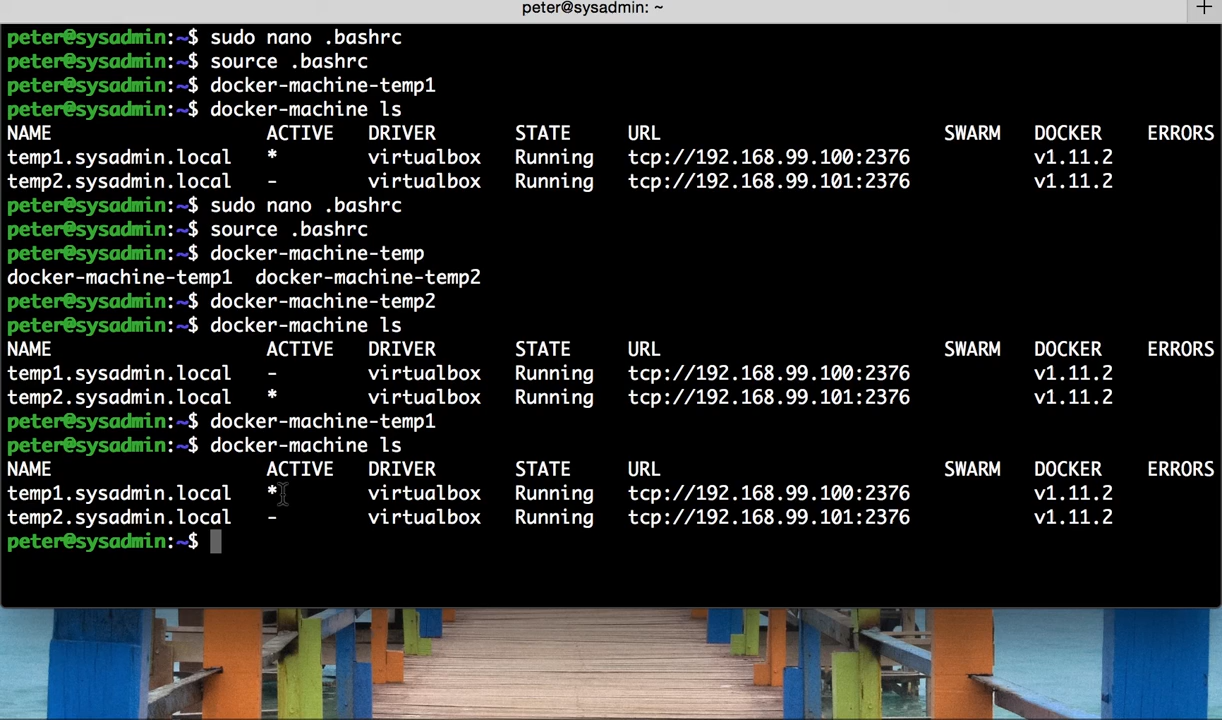 peter@sysadmin: ~ +
peter@sysadmin:~$ sudo nano .bashrc
peter@sysadmin:~$ source .bashrc
peter@sysadmin:~$ docker-machine-temp1
peter@sysadmin:~$ docker-machine ls
NAME ACTIVE DRIVER STATE URL SWARM DOCKER ERRORS
temp1.sysadmin.local * virtualbox Running tcp://192.168.99.100:2376 v1.11.2
temp2.sysadmin.local - virtualbox Running tcp://192.168.99.101:2376 v1.11.2
peter@sysadmin:~$ sudo nano .bashrc
peter@sysadmin:~$ source .bashrc
peter@sysadmin:~$ docker-machine-temp
docker-machine-temp1 docker-machine-temp2
peter@sysadmin:~$ docker-machine-temp2
peter@sysadmin:~$ docker-machine ls
NAME ACTIVE DRIVER STATE URL SWARM DOCKER ERRORS
temp1.sysadmin.local - virtualbox Running tcp://192.168.99.100:2376 v1.11.2
temp2.sysadmin.local * virtualbox Running tcp://192.168.99.101:2376 v1.11.2
peter@sysadmin:~$ docker-machine-temp1
peter@sysadmin:~$ docker-machine ls
NAME ACTIVE DRIVER STATE URL SWARM DOCKER ERRORS
temp1.sysadmin.local * virtualbox Running tcp://192.168.99.100:2376 v1.11.2
temp2.sysadmin.local - virtualbox Running tcp://192.168.99.101:2376 v1.11.2
peter@sysadmin:~$